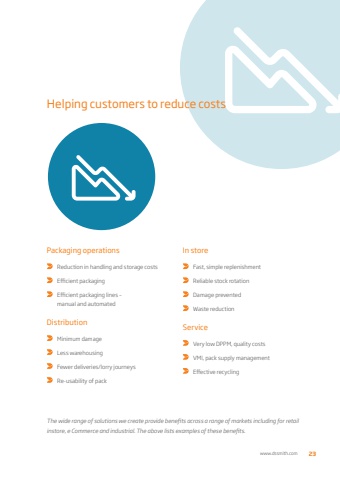 Helping customers to reduce costs
Packaging operations
Reduction in handling and storage costs
Efficient packaging
Efficient packaging lines –
manual and automated
Distribution
Minimum damage
Less warehousing
Fewer deliveries/lorry journeys
Re-usability of pack
In store
Fast, simple replenishment
Reliable stock rotation
Damage prevented
Waste reduction
Service
Very low DPPM, quality costs
VMI, pack supply management
Effective recycling
The wide range of solutions we create provide benefits across a range of markets including for retail
instore, e Commerce and industrial. The above lists examples of these benefits.
www.dssmith.com 23